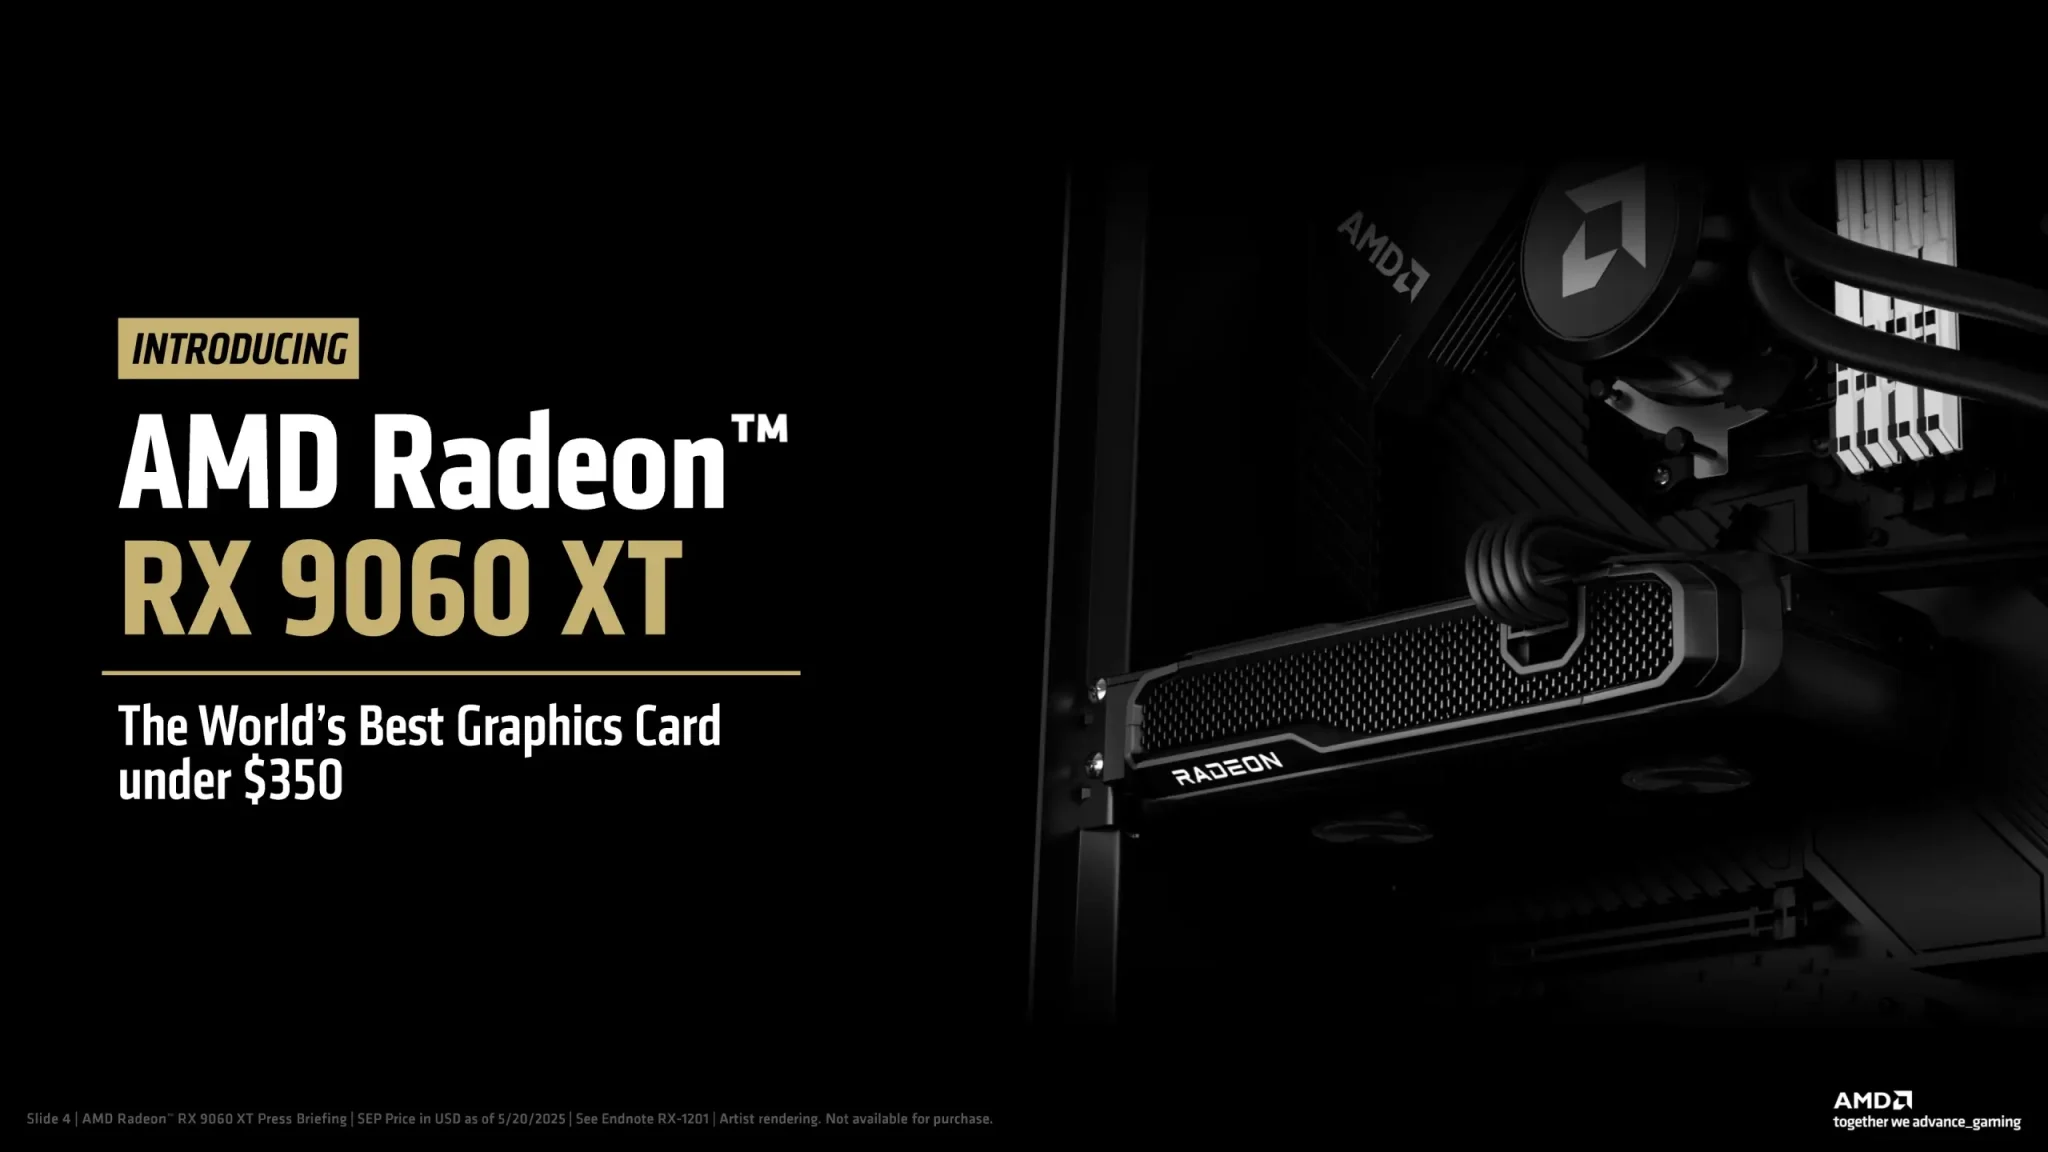 INTRODUCING
AMD Radeon™
RX 9060 XT
The World's Best Graphics Card
under $350
AMD
RADEON
Slide 4 | AMD Radeon™ RX 9060 XT Press Briefing | SEP Price in USD as of 5/20/2025 | See Endnote RX-1201 | Artist rendering. Not available for purchase.
AMD
together we advance_gaming